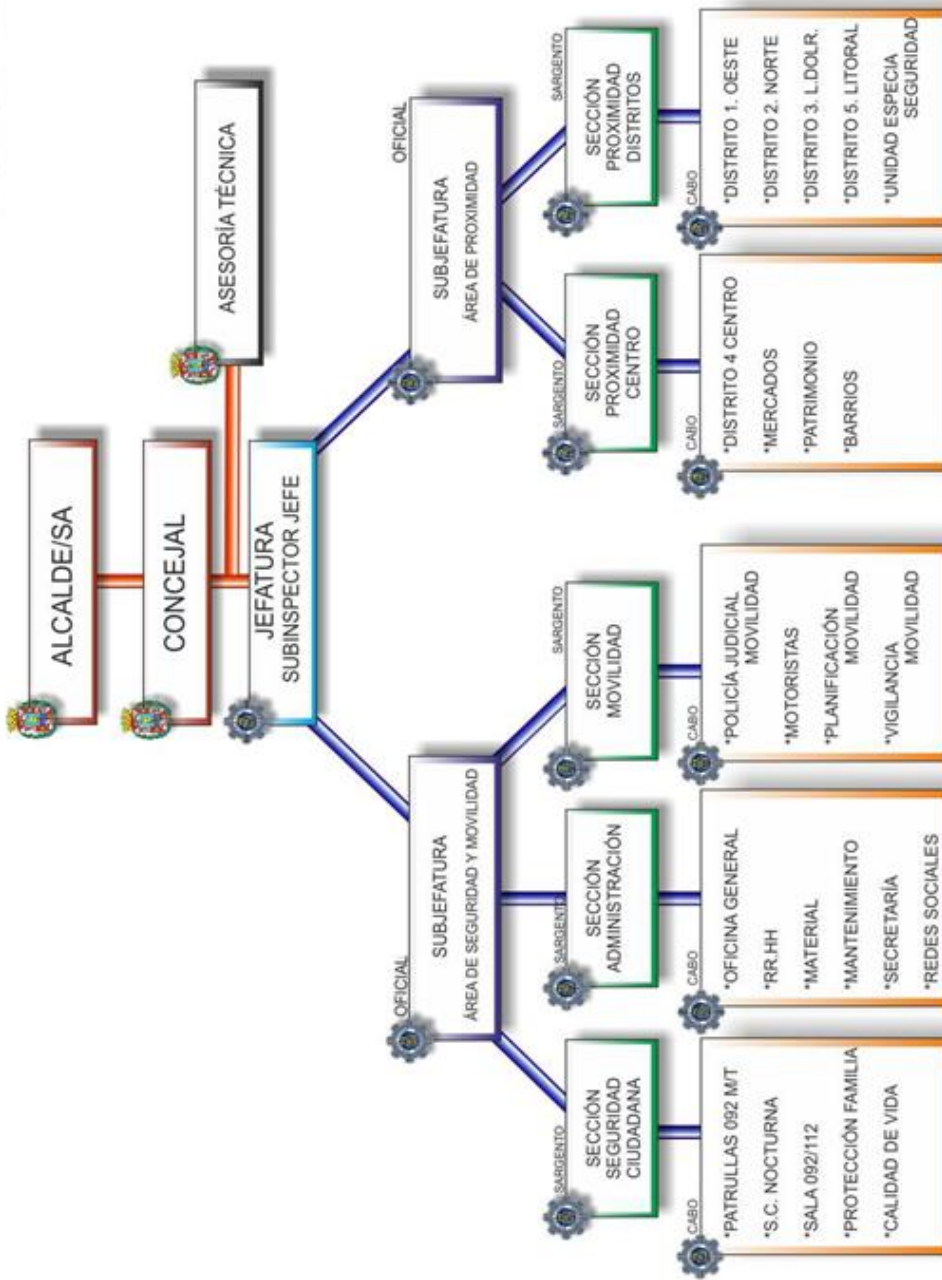 ALCALDE/SA
CONCEJAL
ASESORÍA TÉCNICA
JEFATURA
SUBINSPECTOR JEFE
OFICIAL
SUBJEFATURA
ÁREA DE SEGURIDAD Y MOVILIDAD
OFICIAL
SUBJEFATURA
ÁREA DE PROXIMIDAD
SARGENTO
SECCIÓN
SEGURIDAD
CIUDADANA
SARGENTO
SECCIÓN
ADMINISTRACIÓN
SARGENTO
SECCIÓN
MOVILIDAD
SARGENTO
SECCIÓN
PROXIMIDAD
CENTRO
SARGENTO
SECCIÓN
PROXIMIDAD
DISTRITOS
CABO
*PATRULLAS 092 M/T
*S.C. NOCTURNA
*SALA 092/112
*PROTECCIÓN FAMILIA
*CALIDAD DE VIDA
CABO
*OFICINA GENERAL
*RR.HH
*MATERIAL
*MANTENIMIENTO
*SECRETARÍA
*REDES SOCIALES
CABO
*POLICÍA JUDICIAL
MOVILIDAD
*MOTORISTAS
*PLANIFICACIÓN
MOVILIDAD
*VIGILANCIA
MOVILIDAD
CABO
*DISTRITO 4 CENTRO
*MERCADOS
*PATRIMONIO
*BARRIOS
CABO
*DISTRITO 1. OESTE
*DISTRITO 2. NORTE
*DISTRITO 3. L.DOLR.
*DISTRITO 5. LITORAL
*UNIDAD ESPECIA
SEGURIDAD